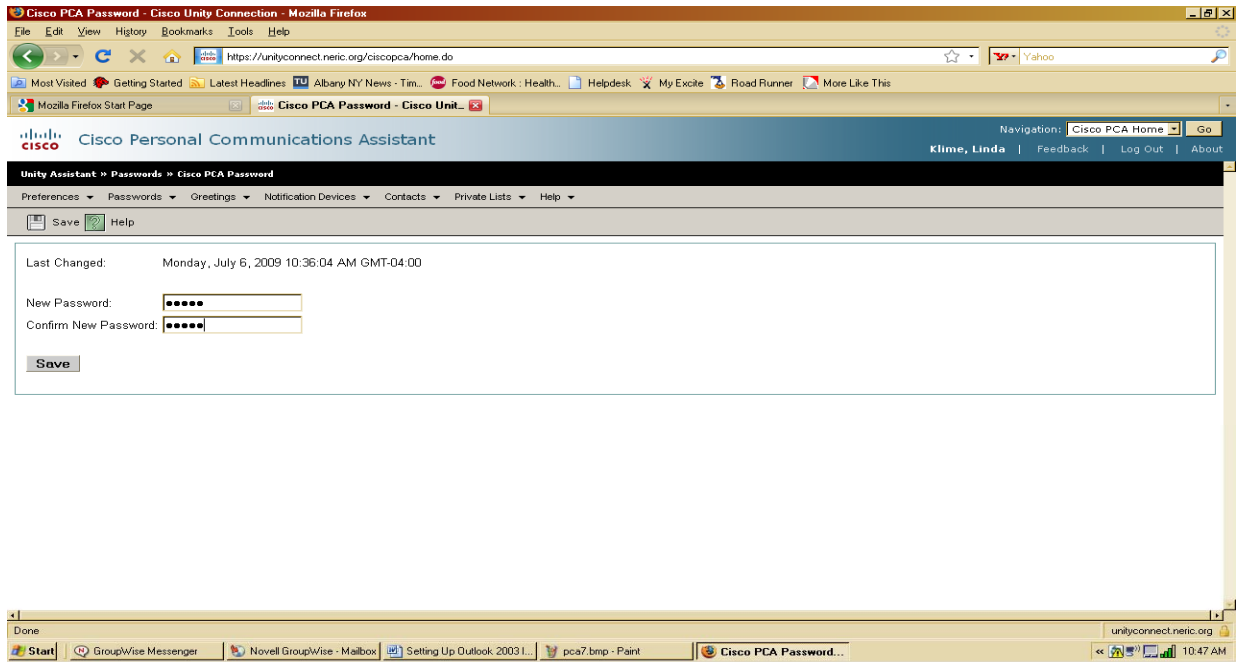 Cisco PCA Password - Cisco Unity Connection - Mozilla Firefox
File Edit View History Bookmarks Tools Help
https://unityconnect.neric.org/ciscopca/home.do
Yahoo
Most Visited Getting Started Latest Headlines TU Albany NY News - Tim... Food Network : Health... Helpdesk My Excite Road Runner More Like This
Mozilla Firefox Start Page Cisco PCA Password - Cisco Unit...
CISCO Cisco Personal Communications Assistant
Navigation: Cisco PCA Home Go
Klime, Linda | Feedback | Log Out | About
Unity Assistant » Passwords » Cisco PCA Password
Preferences Passwords Greetings Notification Devices Contacts Private Lists Help
Save Help
Last Changed: Monday, July 6, 2009 10:36:04 AM GMT-04:00
New Password: •••••
Confirm New Password: •••••
Save
Done unityconnect.neric.org
Start GroupWise Messenger Novell GroupWise - Mailbox Setting Up Outlook 2003 I... pca7.bmp - Paint Cisco PCA Password... « 10:47 AM